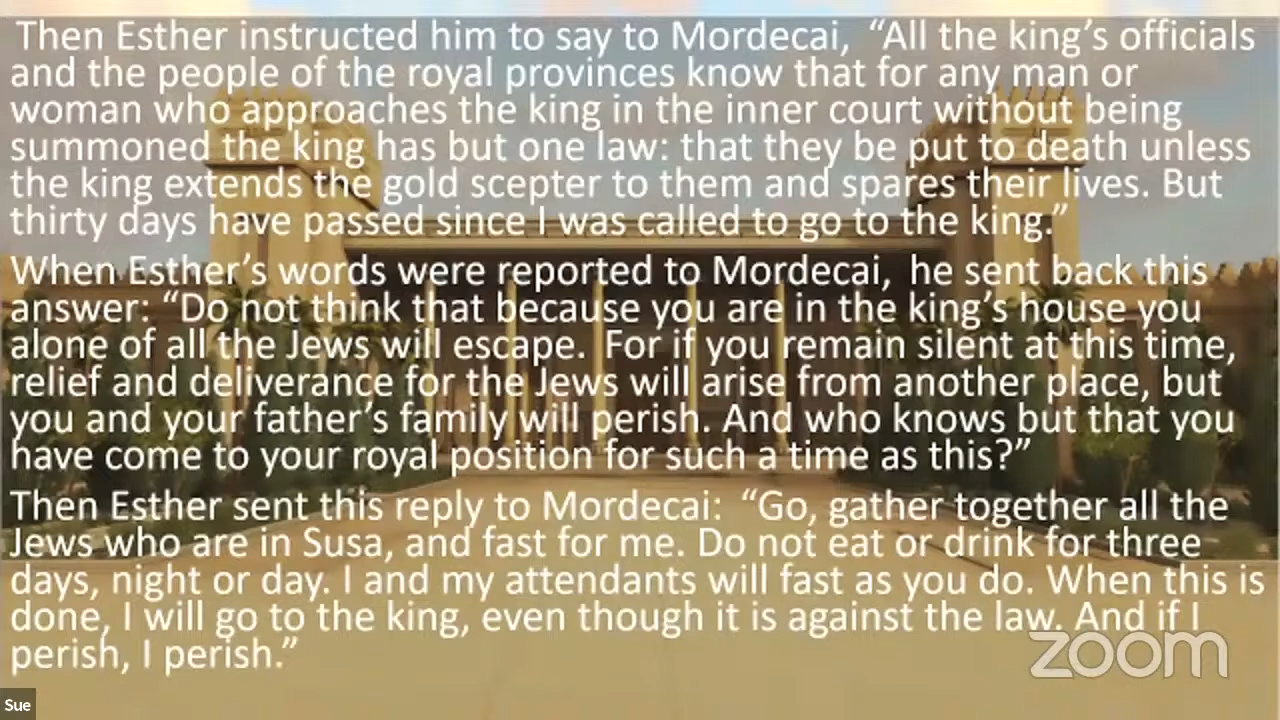 Then Esther instructed him to say to Mordecai, “All the king’s officials
and the people of the royal provinces know that for any man or
woman who approaches the king in the inner court without being
summoned the king has but one law: that they be put to death unless
the king extends the gold scepter to them and spares their lives. But
thirty days have passed since I was called to go to the king.”
When Esther’s words were reported to Mordecai, he sent back this
answer: “Do not think that because you are in the king’s house you
alone of all the Jews will escape. For if you remain silent at this time,
relief and deliverance for the Jews will arise from another place, but
you and your father’s family will perish. And who knows but that you
have come to your royal position for such a time as this?”
Then Esther sent this reply to Mordecai: “Go, gather together all the
Jews who are in Susa, and fast for me. Do not eat or drink for three
days, night or day. I and my attendants will fast as you do. When this is
done, I will go to the king, even though it is against the law. And if I
perish, I perish.”
zoom
Sue